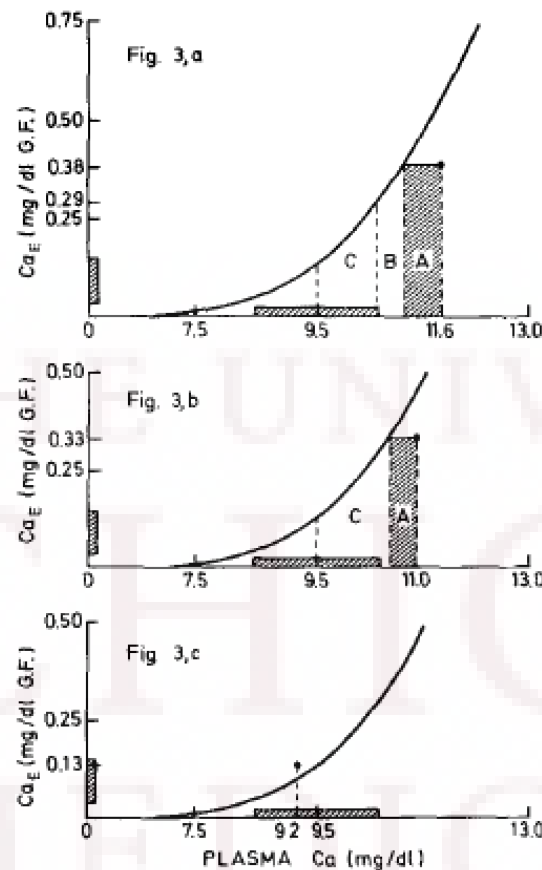 Fig. 3,a
Ca_E (mg/dl G.F.)
0.75
0.50
0.38
0.29
0.25
C B A
0 7.5 9.5 11.6 13.0
Fig. 3,b
Ca_E (mg/dl G.F.)
0.50
0.33
0.25
C A
0 7.5 9.5 11.0 13.0
Fig 3,c
Ca_E (mg/dl G.F.)
0.50
0.25
0.13
0 7.5 9.2 9.5 13.0
PLASMA Ca (mg/dl)